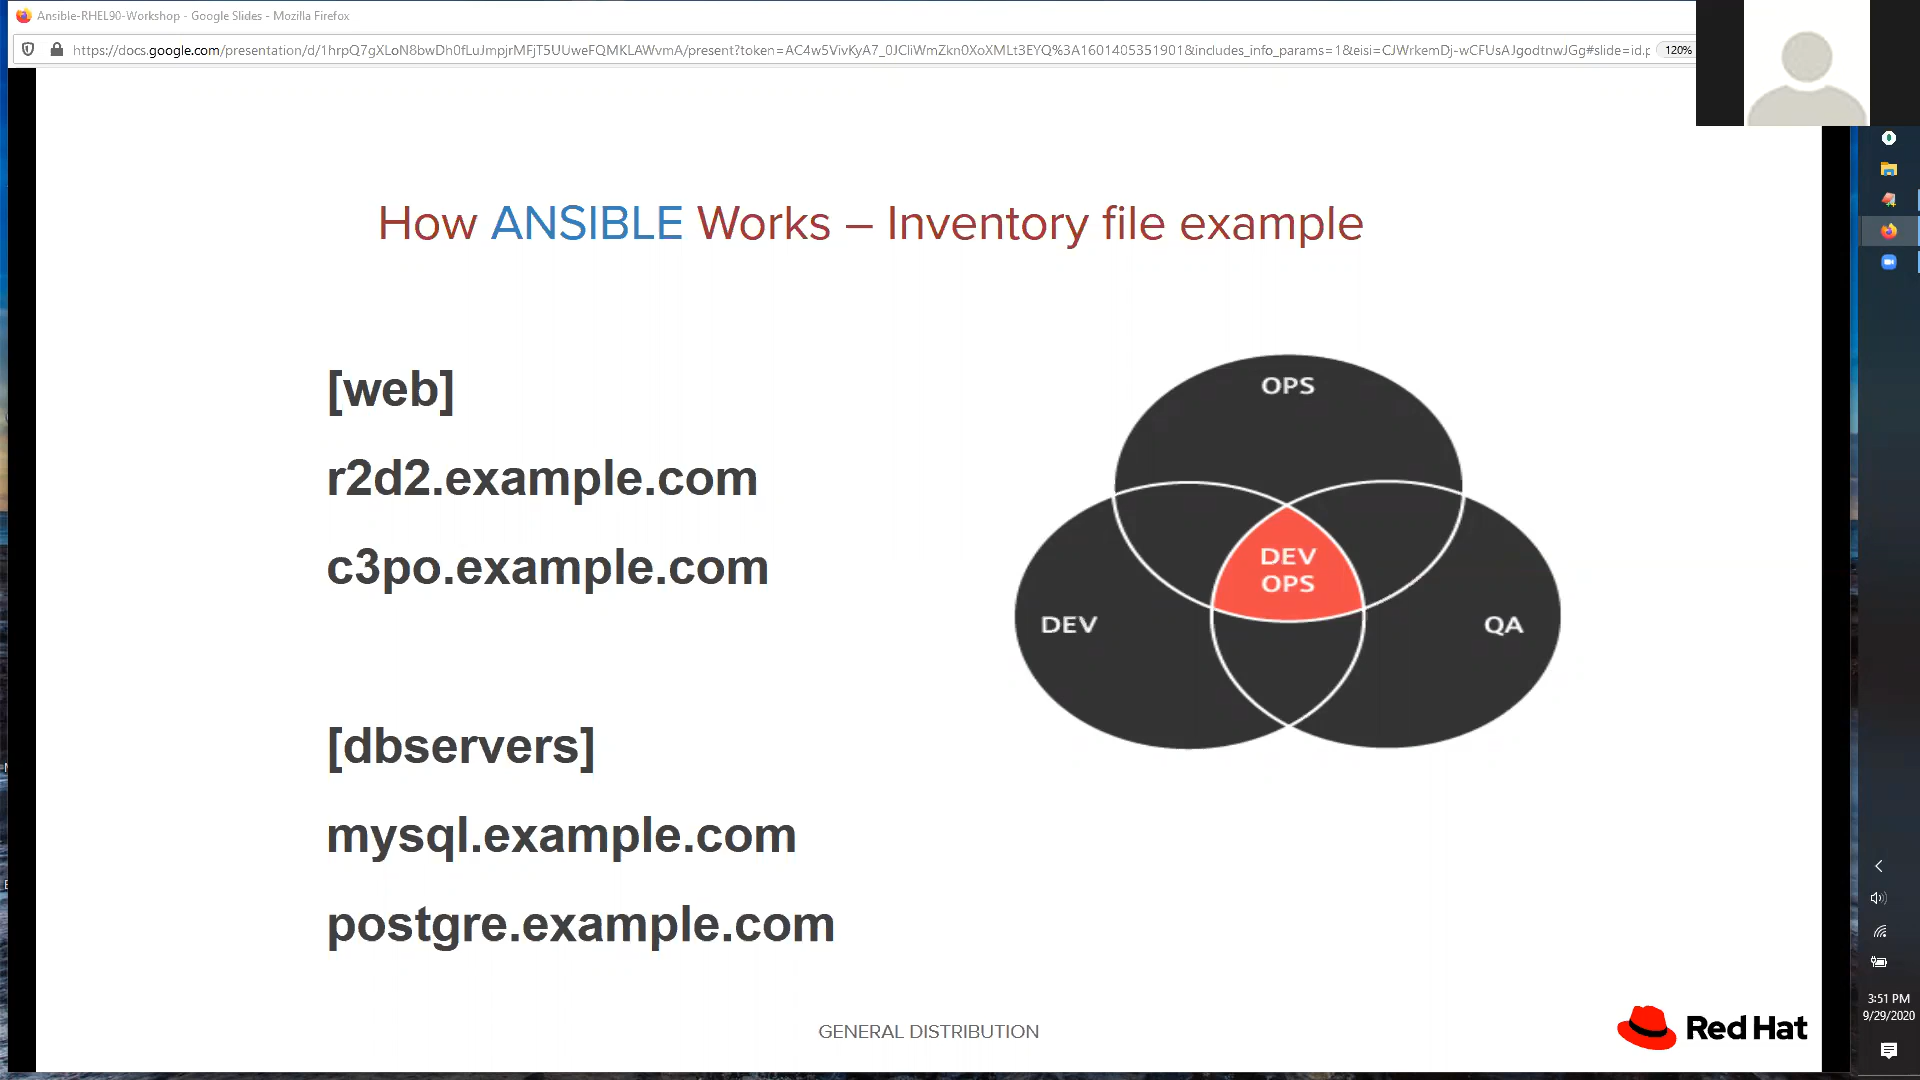 Ansible-RHEL90-Workshop - Google Slides - Mozilla Firefox
https://docs.google.com/presentation/d/1hrpQ7gXLoN8bwDh0fLuJmpjrMFjT5UUweFQMKLAWvmA/present?token=AC4w5VivKyA7_0JCliWmZkn0XoXMLt3EYQ%3A1601405351901&includes_info_params=1&eisi=CJWrkemDj-wCFUsAJgodtnwJGg#slide=id.p
120%
How ANSIBLE Works – Inventory file example
[web]
r2d2.example.com
c3po.example.com
[dbservers]
mysql.example.com
postgre.example.com
OPS
DEV
OPS
DEV
QA
GENERAL DISTRIBUTION
Red Hat
3:51 PM
9/29/2020